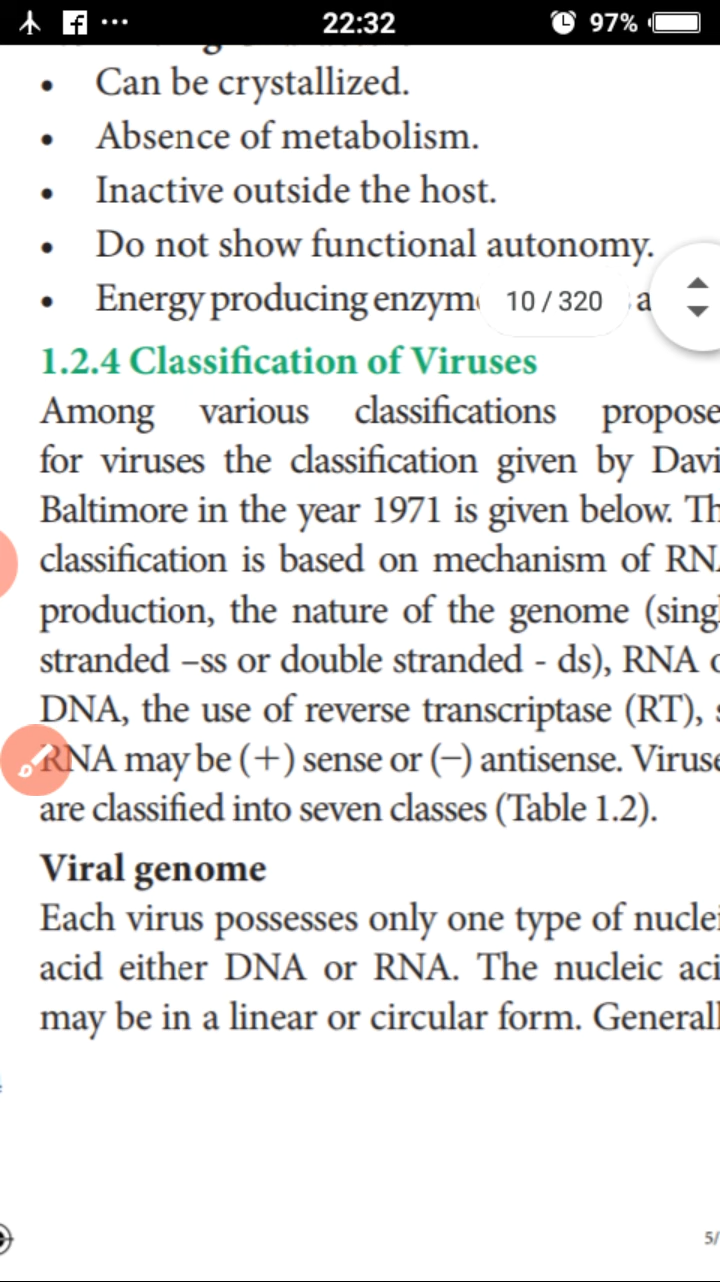 22:32
97%
• Can be crystallized.
• Absence of metabolism.
• Inactive outside the host.
• Do not show functional autonomy.
• Energy producing enzym
10 / 320
1.2.4 Classification of Viruses
Among various classifications propose
for viruses the classification given by Davi
Baltimore in the year 1971 is given below. Th
classification is based on mechanism of RN
production, the nature of the genome (singl
stranded –ss or double stranded - ds), RNA o
DNA, the use of reverse transcriptase (RT), s
RNA may be (+) sense or (−) antisense. Viruse
are classified into seven classes (Table 1.2).
Viral genome
Each virus possesses only one type of nuclei
acid either DNA or RNA. The nucleic aci
may be in a linear or circular form. Generall
5/